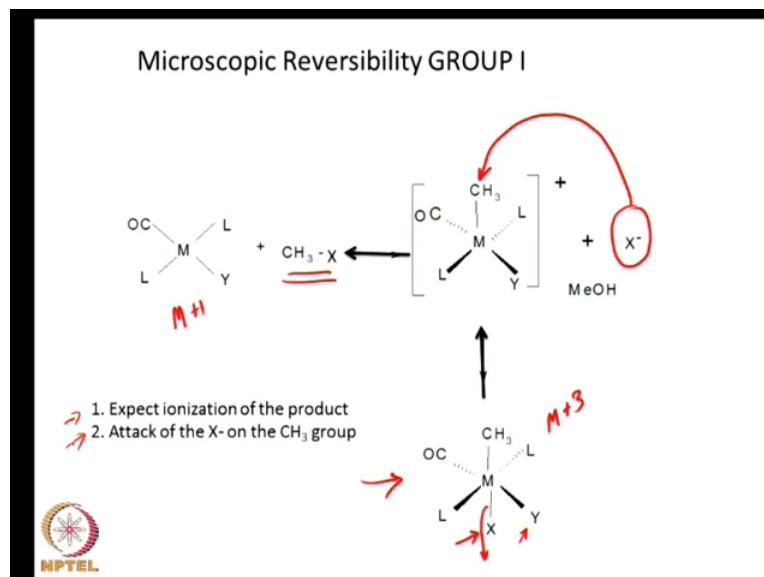 Microscopic Reversibility GROUP I
OC L
M
L Y
M+1
+
CH3-X
CH3
OC L
M
L Y
+
+ X-
MeOH
1. Expect ionization of the product
2. Attack of the X- on the CH3 group
M+3
CH3
OC L
M
L X Y
NPTEL